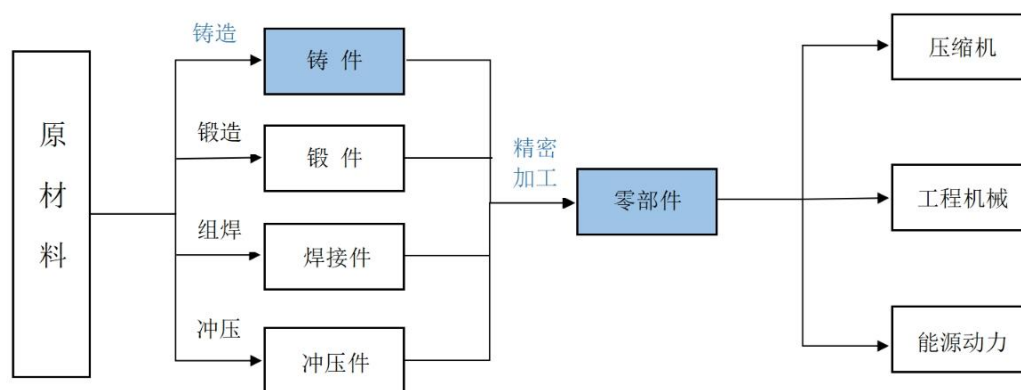 原
材
料
铸造
铸 件
锻造
锻 件
组焊
焊接件
冲压
冲压件
精密
加工
零部件
压缩机
工程机械
能源动力